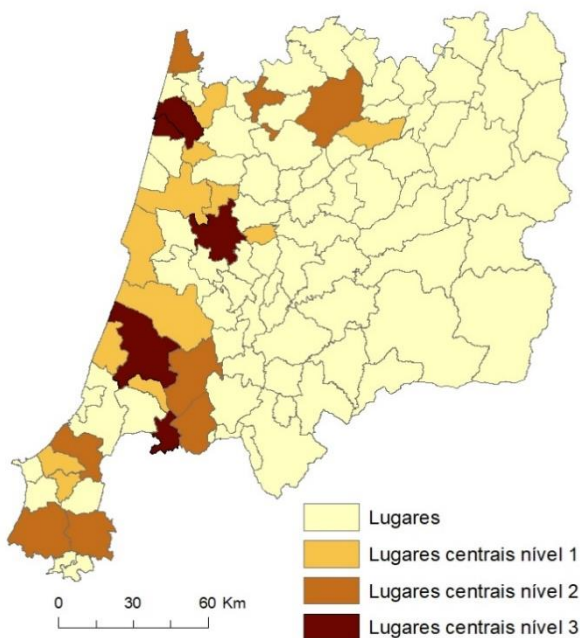 Lugares
Lugares centrais nível 1
Lugares centrais nível 2
Lugares centrais nível 3
0 30 60 Km